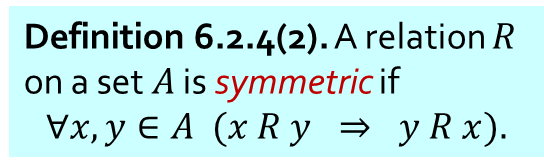 Definition 6.2.4(2). A relation R
on a set A is symmetric if
∀x, y ∈ A (x R y ⇒ y R x).